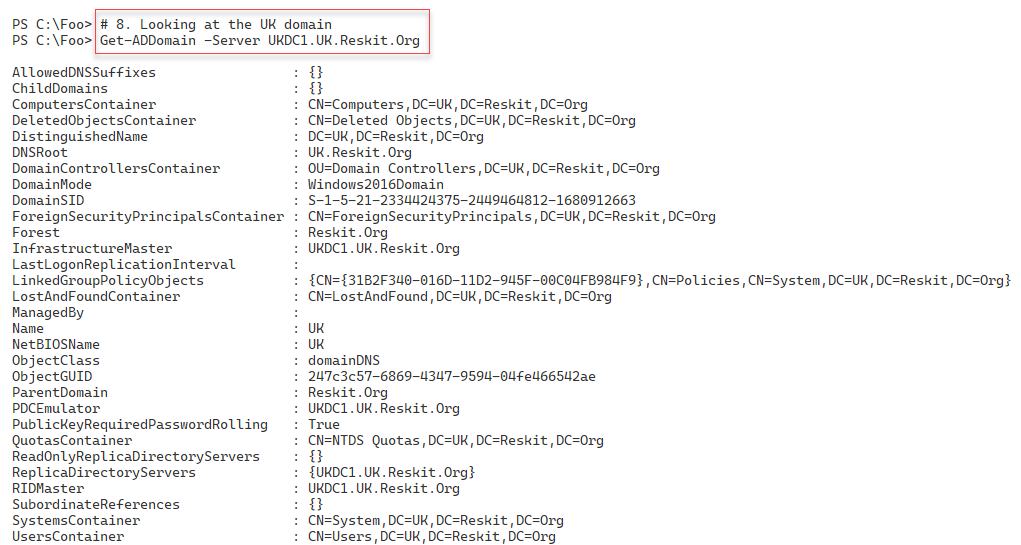 PS C:\Foo> # 8. Looking at the UK domain
PS C:\Foo> Get-ADDomain -Server UKDC1.UK.Reskit.Org
AllowedDNSSuffixes : {}
ChildDomains : {}
ComputersContainer : CN=Computers,DC=UK,DC=Reskit,DC=Org
DeletedObjectsContainer : CN=Deleted Objects,DC=UK,DC=Reskit,DC=Org
DistinguishedName : DC=UK,DC=Reskit,DC=Org
DNSRoot : UK.Reskit.Org
DomainControllersContainer : OU=Domain Controllers,DC=UK,DC=Reskit,DC=Org
DomainMode : Windows2016Domain
DomainSID : S-1-5-21-2334424375-2449464812-1680912663
ForeignSecurityPrincipalsContainer : CN=ForeignSecurityPrincipals,DC=UK,DC=Reskit,DC=Org
Forest : Reskit.Org
InfrastructureMaster : UKDC1.UK.Reskit.Org
LastLogonReplicationInterval :
LinkedGroupPolicyObjects : {CN={31B2F340-016D-11D2-945F-00C04FB984F9},CN=Policies,CN=System,DC=UK,DC=Reskit,DC=Org}
LostAndFoundContainer : CN=LostAndFound,DC=UK,DC=Reskit,DC=Org
ManagedBy :
Name : UK
NetBIOSName : UK
ObjectClass : domainDNS
ObjectGUID : 247c3c57-6869-4347-9594-04fe466542ae
ParentDomain : Reskit.Org
PDCEmulator : UKDC1.UK.Reskit.Org
PublicKeyRequiredPasswordRolling : True
QuotasContainer : CN=NTDS Quotas,DC=UK,DC=Reskit,DC=Org
ReadOnlyReplicaDirectoryServers : {}
ReplicaDirectoryServers : {UKDC1.UK.Reskit.Org}
RIDMaster : UKDC1.UK.Reskit.Org
SubordinateReferences : {}
SystemsContainer : CN=System,DC=UK,DC=Reskit,DC=Org
UsersContainer : CN=Users,DC=UK,DC=Reskit,DC=Org